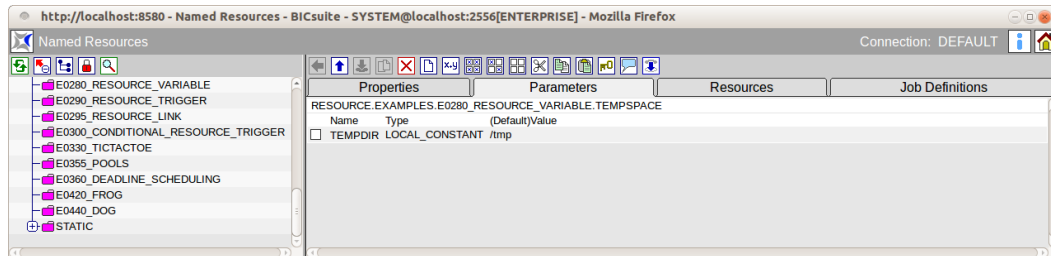 http://localhost:8580 - Named Resources - BICsuite - SYSTEM@localhost:2556[ENTERPRISE] - Mozilla Firefox
Named Resources Connection: DEFAULT
E0280_RESOURCE_VARIABLE
E0290_RESOURCE_TRIGGER
E0295_RESOURCE_LINK
E0300_CONDITIONAL_RESOURCE_TRIGGER
E0330_TICTACTOE
E0355_POOLS
E0360_DEADLINE_SCHEDULING
E0420_FROG
E0440_DOG
STATIC
x,y
Properties Parameters Resources Job Definitions
RESOURCE.EXAMPLES.E0280_RESOURCE_VARIABLE.TEMPSPACE
Name Type (Default)Value
TEMPDIR LOCAL_CONSTANT /tmp